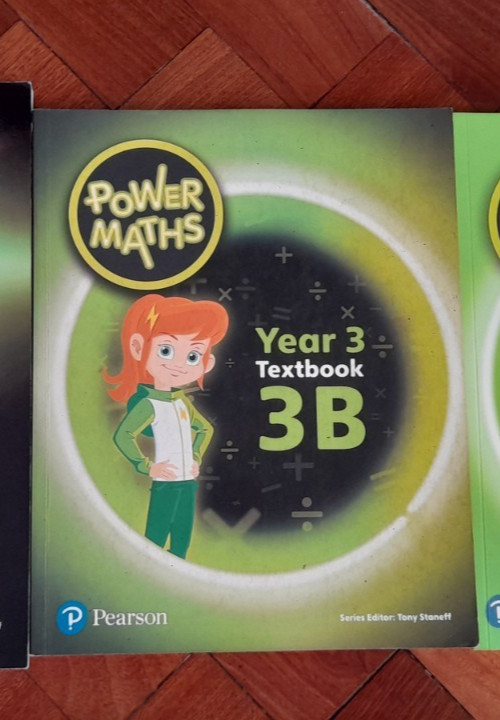 POWER
MATHS
Year 3
Textbook
3B
Pearson
Series Editor: Tony Staneff